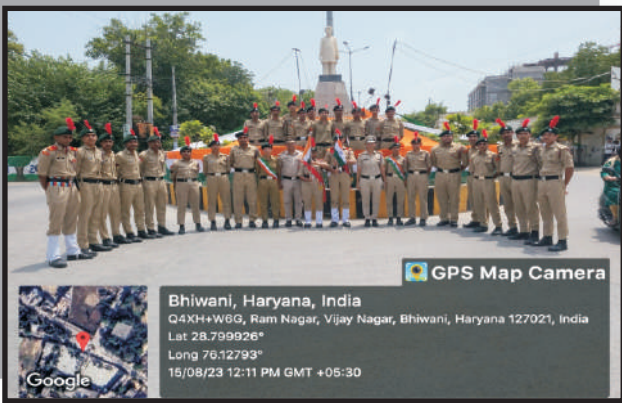 GPS Map Camera
Bhiwani, Haryana, India
Q4XH+W6G, Ram Nagar, Vijay Nagar, Bhiwani, Haryana 127021, India
Lat 28.799926°
Long 76.12793°
15/08/23 12:11 PM GMT +05:30
Google